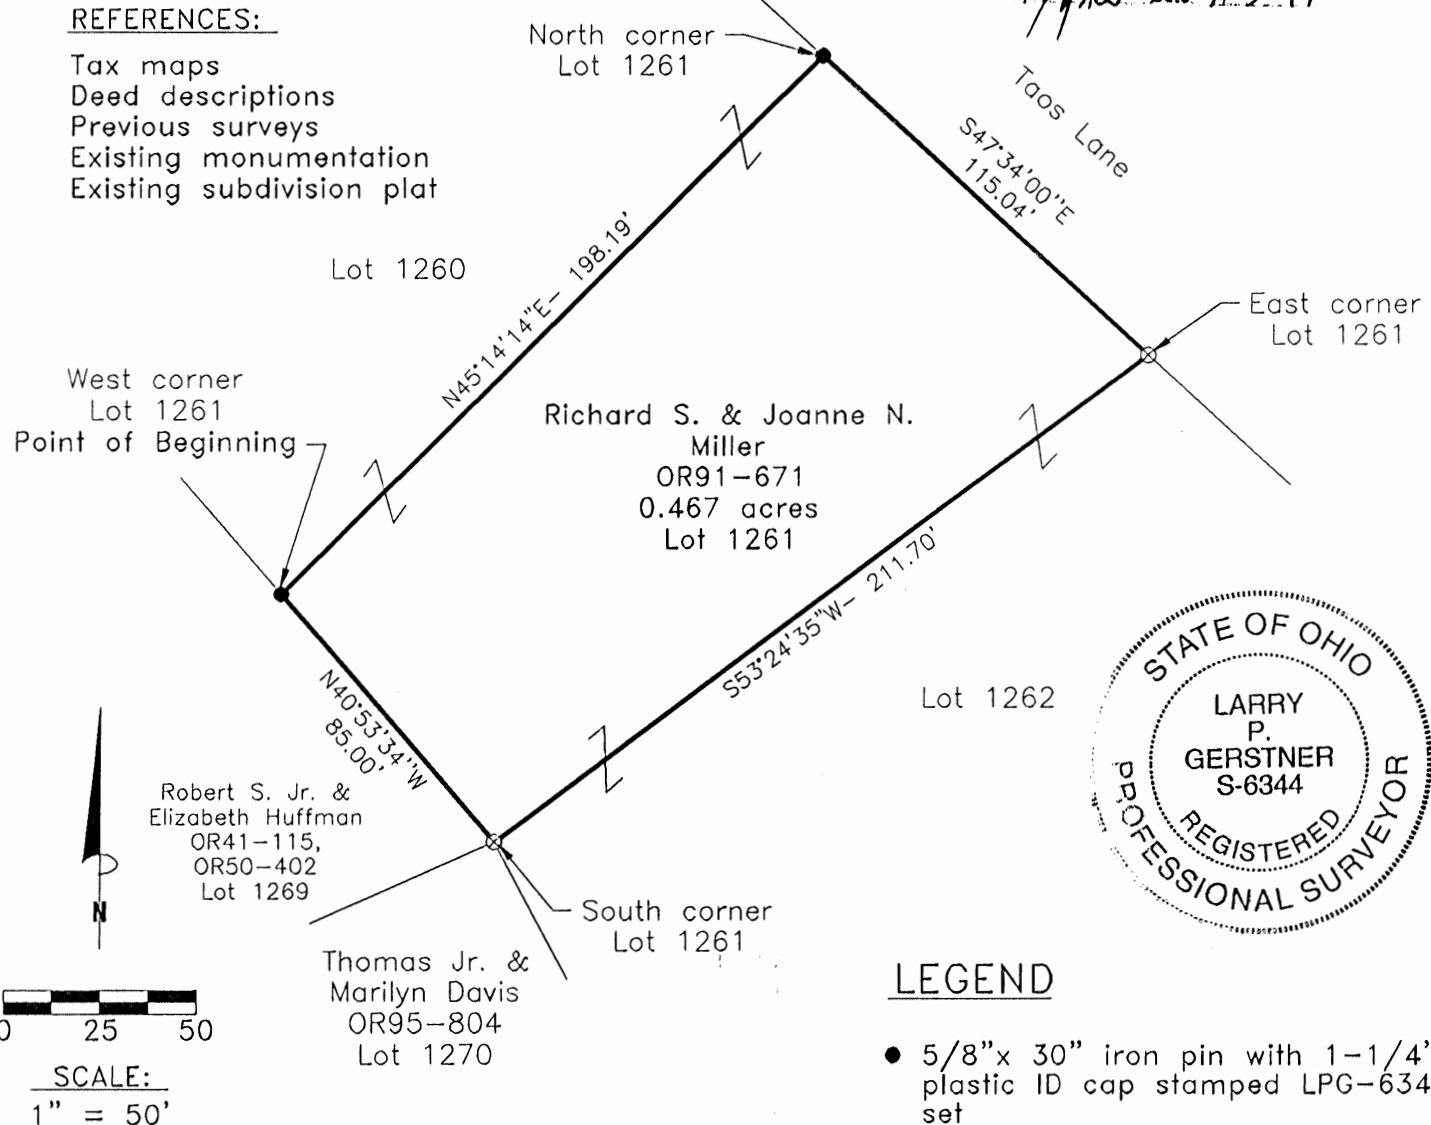 REFERENCES:
Tax maps
Deed descriptions
Previous surveys
Existing monumentation
Existing subdivision plat
North corner
Lot 1261
Taos Lane
S47°34'00"E
115.04'
Lot 1260
N45°14'14"E- 198.19'
East corner
Lot 1261
West corner
Lot 1261
Point of Beginning
Richard S. & Joanne N.
Miller
OR91-671
0.467 acres
Lot 1261
S53°24'35"W- 211.70'
Lot 1262
N40°53'34"W
85.00'
Robert S. Jr. &
Elizabeth Huffman
OR41-115,
OR50-402
Lot 1269
South corner
Lot 1261
Thomas Jr. &
Marilyn Davis
OR95-804
Lot 1270
N
0 25 50
SCALE:
1" = 50'
STATE OF OHIO
LARRY
P.
GERSTNER
S-6344
REGISTERED
PROFESSIONAL SURVEYOR
LEGEND
5/8"x 30" iron pin with 1-1/4'
plastic ID cap stamped LPG-634
set